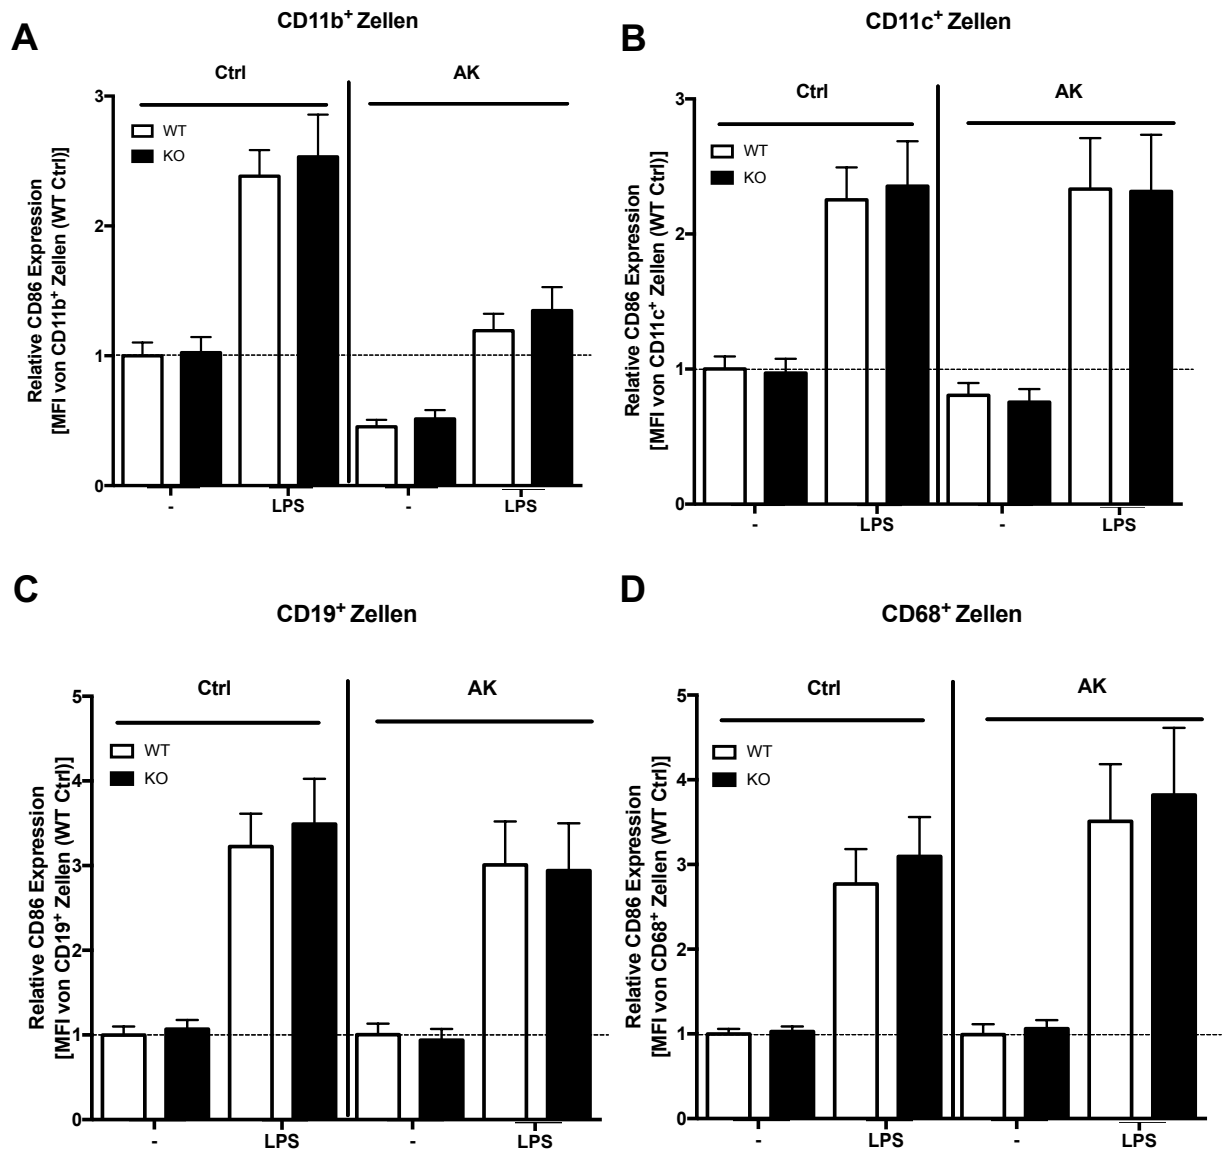 A
CD11b⁺ Zellen
Ctrl
AK
WT
KO
Relative CD86 Expression
[MFI von CD11b⁺ Zellen (WT Ctrl)]
3
2
1
0
-
LPS
-
LPS
B
CD11c⁺ Zellen
Ctrl
AK
WT
KO
Relative CD86 Expression
[MFI von CD11c⁺ Zellen (WT Ctrl)]
3
2
1
0
-
LPS
-
LPS
C
CD19⁺ Zellen
Ctrl
AK
WT
KO
Relative CD86 Expression
[MFI von CD19⁺ Zellen (WT Ctrl)]
5
4
3
2
1
0
-
LPS
-
LPS
D
CD68⁺ Zellen
Ctrl
AK
WT
KO
Relative CD86 Expression
[MFI von CD68⁺ Zellen (WT Ctrl)]
5
4
3
2
1
0
-
LPS
-
LPS